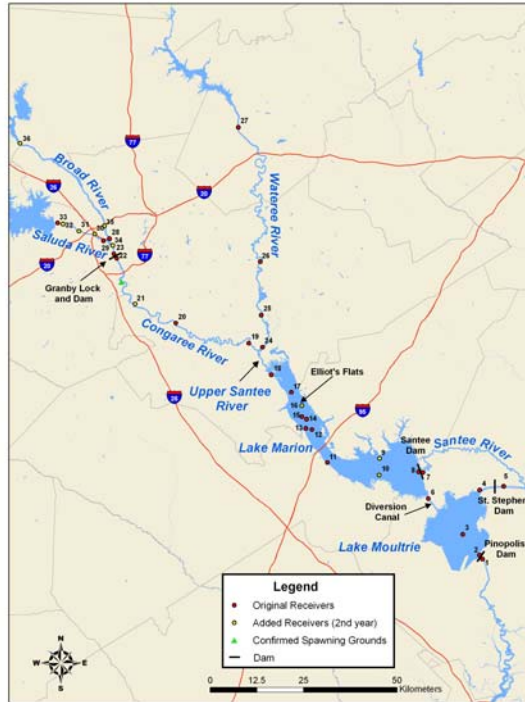 36
27
77
Broad River
26
20
33
32
31
30
35
28
29
34
23
22
Saluda River
77
20
Granby Lock
and Dam
21
20
Congaree River
Wateree River
26
25
19
24
18
Upper Santee
River
Elliot's Flats
17
16
15
14
13
12
26
95
Lake Marion
11
9
10
Santee
Dam
Santee River
8
7
6
5
4
St. Stephen
Dam
Diversion
Canal
3
Lake Moultrie
Pinopolis
Dam
2
1
Legend
Original Receivers
Added Receivers (2nd year)
Confirmed Spawning Grounds
Dam
N
W
E
S
0 12.5 25 50
Kilometers